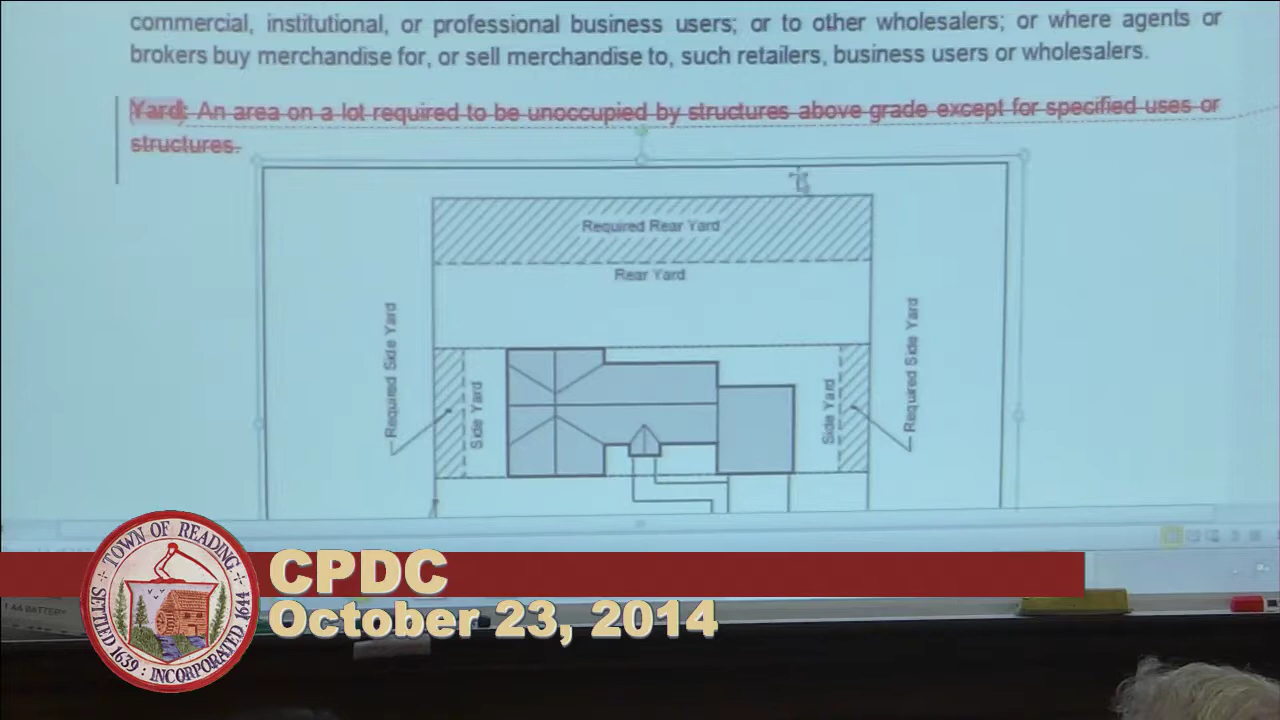 commercial, institutional, or professional business users; or to other wholesalers; or where agents or
brokers buy merchandise for, or sell merchandise to, such retailers, business users or wholesalers.
Yard: An area on a lot required to be unoccupied by structures above grade except for specified uses or
structures.
Required Rear Yard
Rear Yard
Required Side Yard
Side Yard
Side Yard
Required Side Yard
TOWN OF READING
SETTLED 1639 : INCORPORATED 1644
CPDC
October 23, 2014
1 AA BATTERY